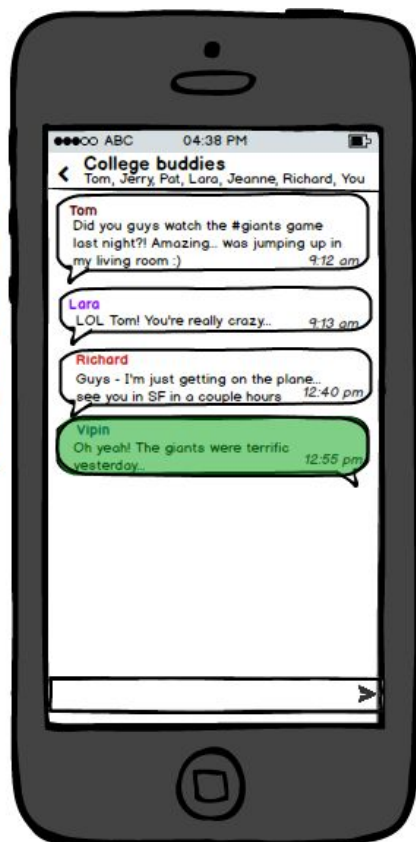 ABC 04:38 PM
College buddies
Tom, Jerry, Pat, Lara, Jeanne, Richard, You
Tom
Did you guys watch the #giants game
last night?! Amazing... was jumping up in
my living room :) 9:12 am
Lara
LOL Tom! You're really crazy... 9:13 am
Richard
Guys - I'm just getting on the plane...
see you in SF in a couple hours 12:40 pm
Vipin
Oh yeah! The giants were terrific
yesterday... 12:55 pm